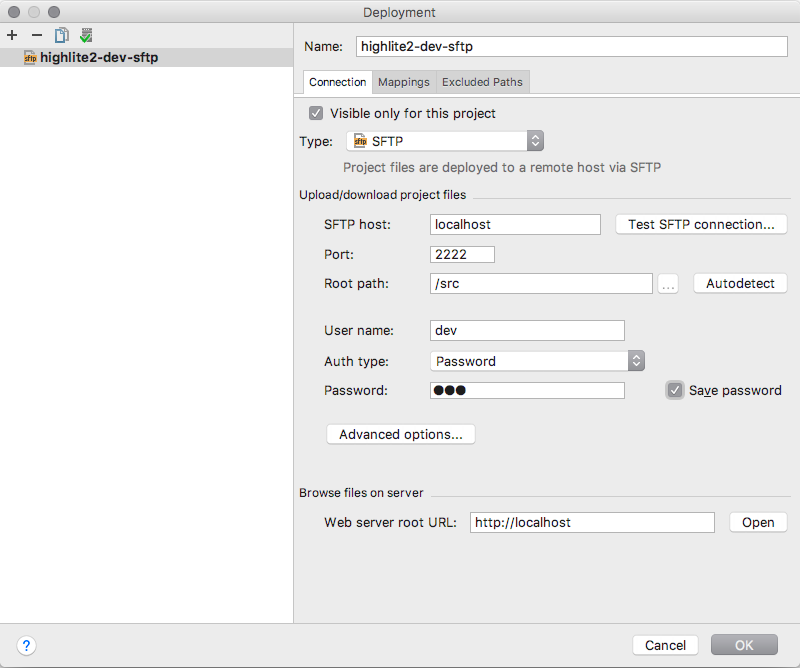 Deployment
highlite2-dev-sftp
Name: highlite2-dev-sftp
Connection Mappings Excluded Paths
Visible only for this project
Type: SFTP
Project files are deployed to a remote host via SFTP
Upload/download project files
SFTP host: localhost Test SFTP connection...
Port: 2222
Root path: /src ... Autodetect
User name: dev
Auth type: Password
Password: ●●● Save password
Advanced options...
Browse files on server
Web server root URL: http://localhost Open
? Cancel OK